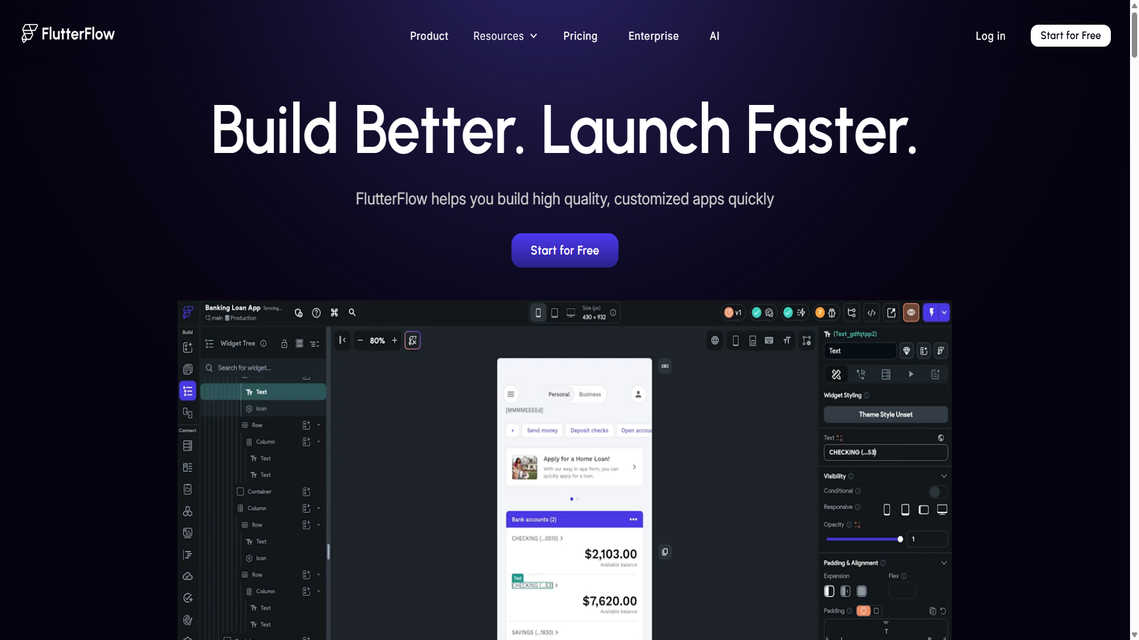 FlutterFlow
Product Resources Pricing Enterprise AI
Log in Start for Free
Build Better. Launch Faster.
FlutterFlow helps you build high quality, customized apps quickly
Start for Free
Banking Loan App
main Production
Size (px)
430 × 932
v1
Build
Widget Tree
80%
Search for widget...
Text
Icon
Row
Column
Text
Text
Container
Column
Row
Text
Icon
Row
Column
Text
Text
Connect
Personal Business
[MMMMEEEEd]
+ Send money Deposit checks Open accoun
Apply for a Home Loan!
With our easy in-app form, you can
quickly apply for a loan.
Bank accounts (2)
CHECKING (...0510)
$2,103.00
Available balance
Text
CHECKING (...53)
$7,620.00
Available balance
SAVINGS (...1830)
Text
Widget Styling
Theme Style Unset
Text
CHECKING (...53)
Visibility
Conditional
Responsive
Opacity
1
Padding & Alignment
Expansion Flex
Padding
T